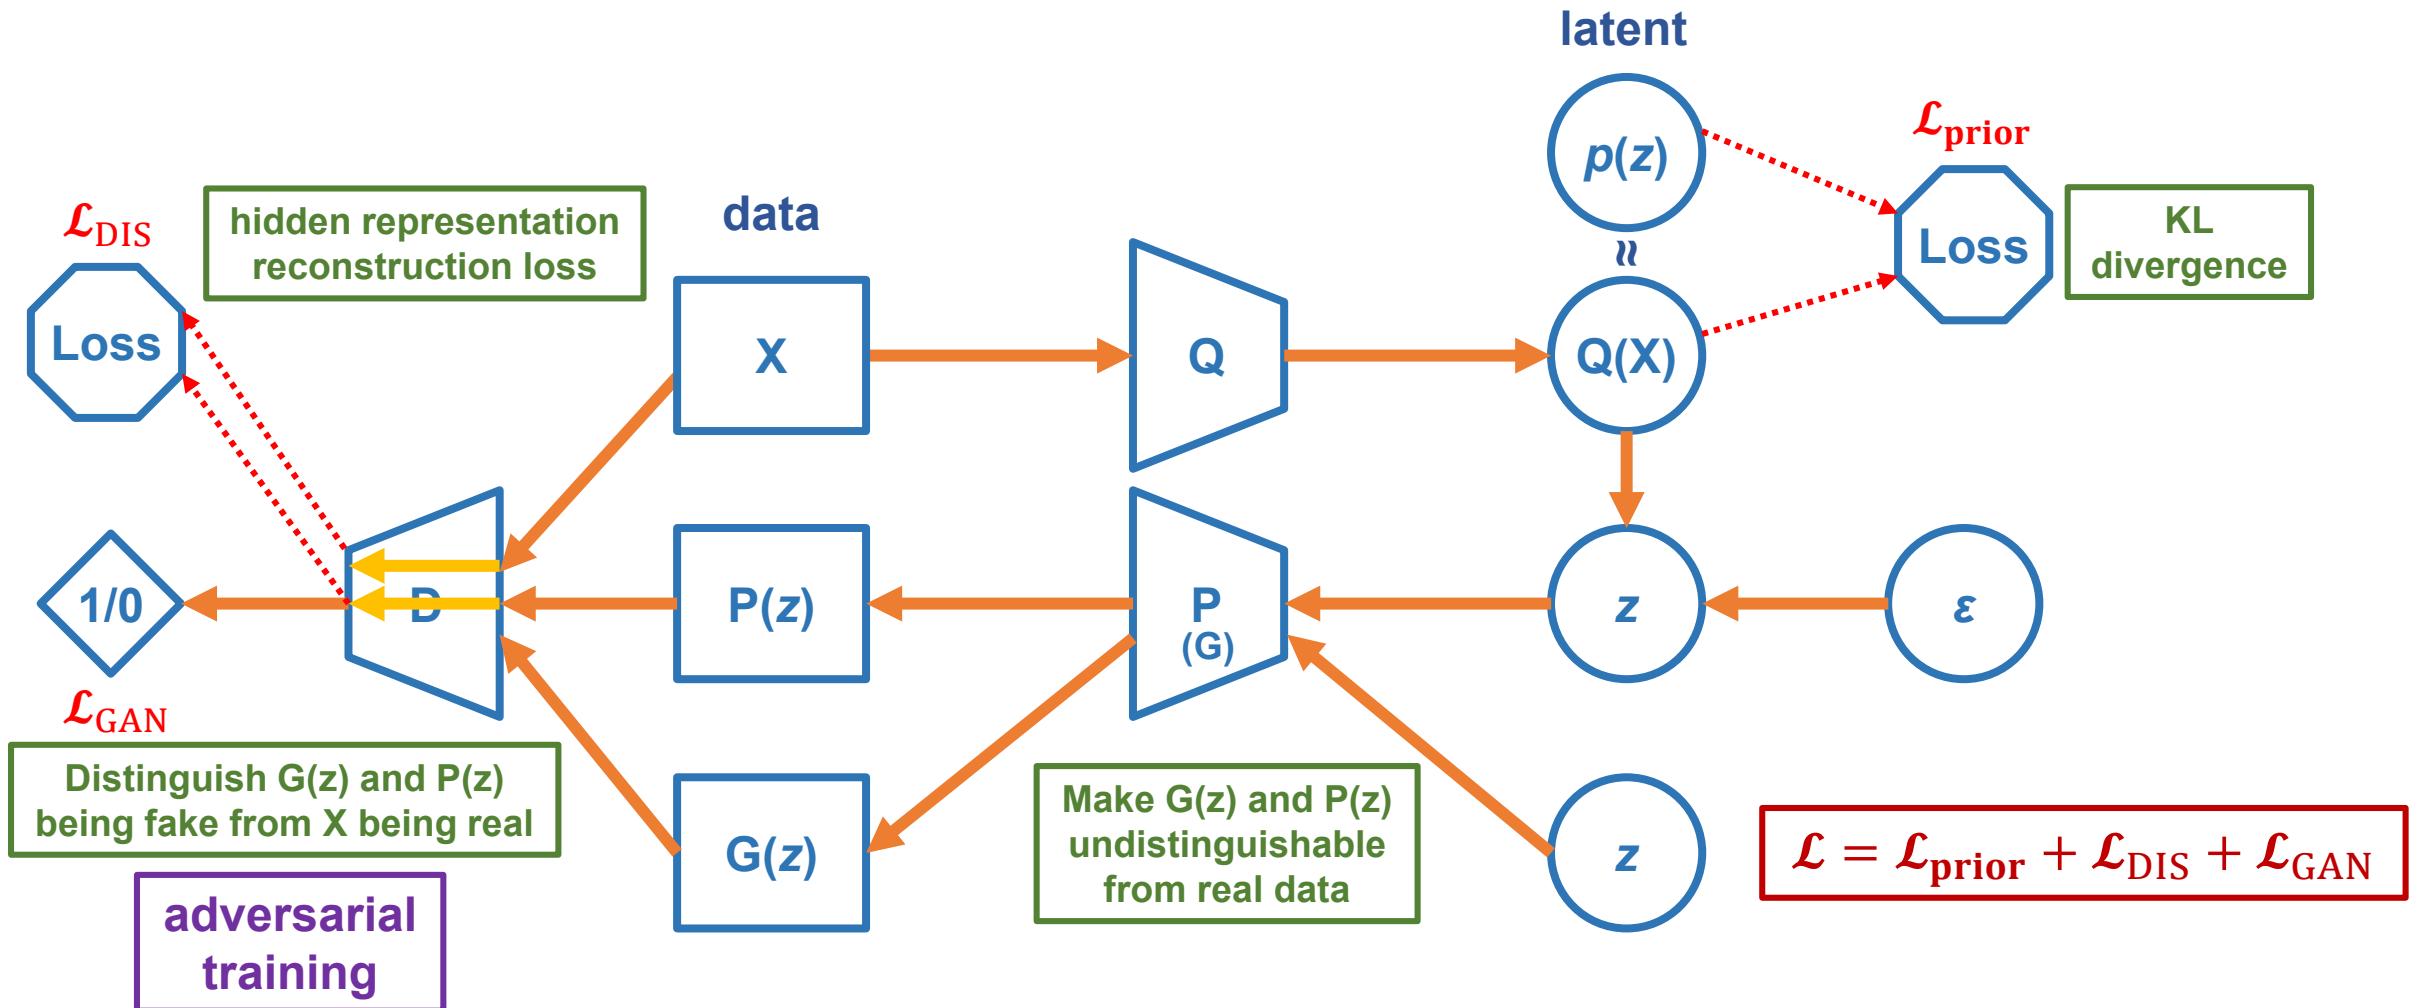 latent
p(z)
ℒprior
Loss
KL
divergence
≈
data
hidden representation
reconstruction loss
ℒDIS
Loss
X
Q
Q(X)
1/0
D
P(z)
P
(G)
z
ε
ℒGAN
Distinguish G(z) and P(z)
being fake from X being real
G(z)
Make G(z) and P(z)
undistinguishable
from real data
z
ℒ = ℒprior + ℒDIS + ℒGAN
adversarial
training